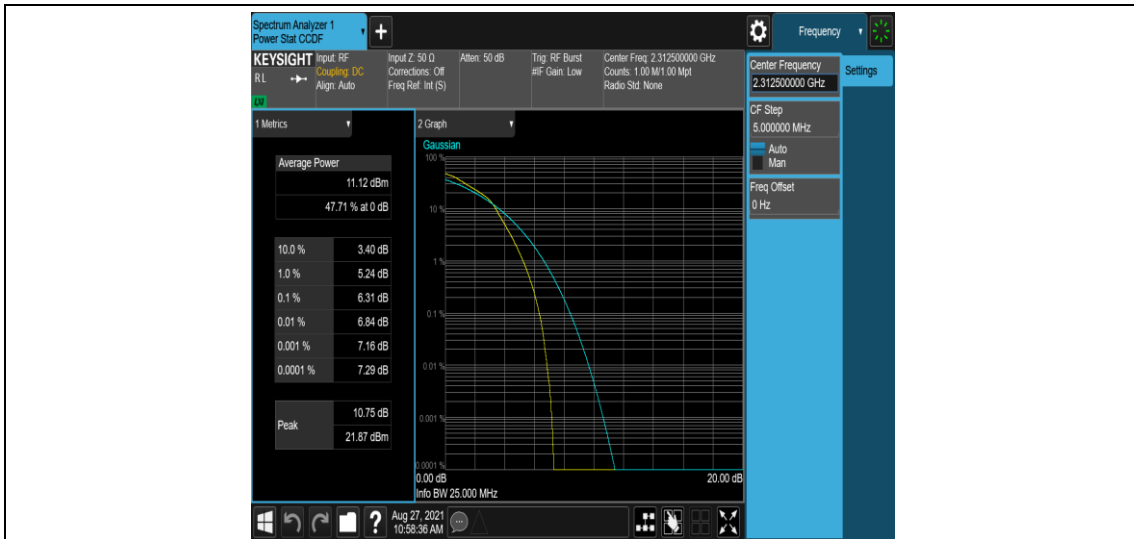 Spectrum Analyzer 1
Power Stat CCDF
+
Frequency
KEYSIGHT
RL
LXI
Input: RF
Coupling: DC
Align: Auto
Input Z: 50 Ω
Corrections: Off
Freq Ref: Int (S)
Atten: 50 dB
Trig: RF Burst
#IF Gain: Low
Center Freq: 2.312500000 GHz
Counts: 1.00 M/1.00 Mpt
Radio Std: None
Center Frequency
2.312500000 GHz
Settings
CF Step
5.000000 MHz
Auto
Man
Freq Offset
0 Hz
1 Metrics
Average Power
11.12 dBm
47.71 % at 0 dB
10.0 % 3.40 dB
1.0 % 5.24 dB
0.1 % 6.31 dB
0.01 % 6.84 dB
0.001 % 7.16 dB
0.0001 % 7.29 dB
Peak
10.75 dB
21.87 dBm
2 Graph
Gaussian
100 %
10 %
1 %
0.1 %
0.01 %
0.001 %
0.0001 %
0.00 dB 20.00 dB
Info BW 25.000 MHz
?
Aug 27, 2021
10:58:36 AM